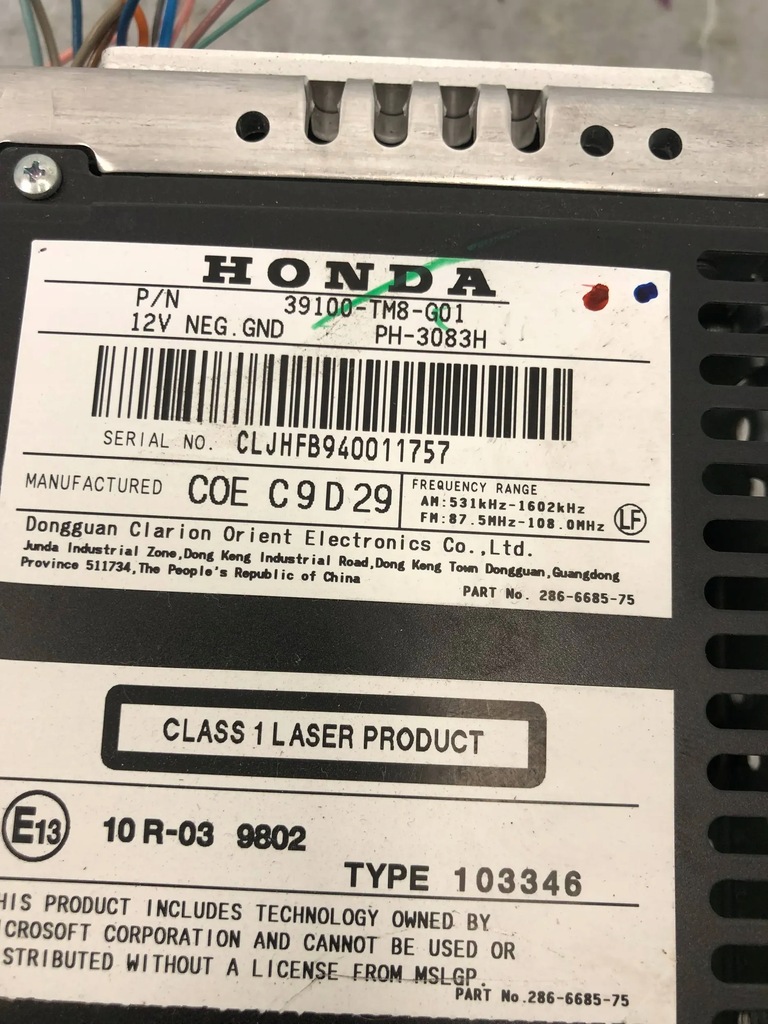 HONDA
P/N 39100-TM8-G01
12V NEG.GND PH-3083H
SERIAL NO. CLJHFB940011757
MANUFACTURED COE C9D29
FREQUENCY RANGE
AM:531kHz-1602kHz
FM:87.5MHz-108.0MHz
LF
Dongguan Clarion Orient Electronics Co.,Ltd.
Junda Industrial Zone,Dong Keng Industrial Road,Dong Keng Town Dongguan,Guangdong
Province 511734,The People's Republic of China
PART No. 286-6685-75
CLASS 1 LASER PRODUCT
E13 10 R-03 9802
TYPE 103346
HIS PRODUCT INCLUDES TECHNOLOGY OWNED BY
CROSOFT CORPORATION AND CANNOT BE USED OR
STRIBUTED WITHOUT A LICENSE FROM MSLGP.
PART No.286-6685-75